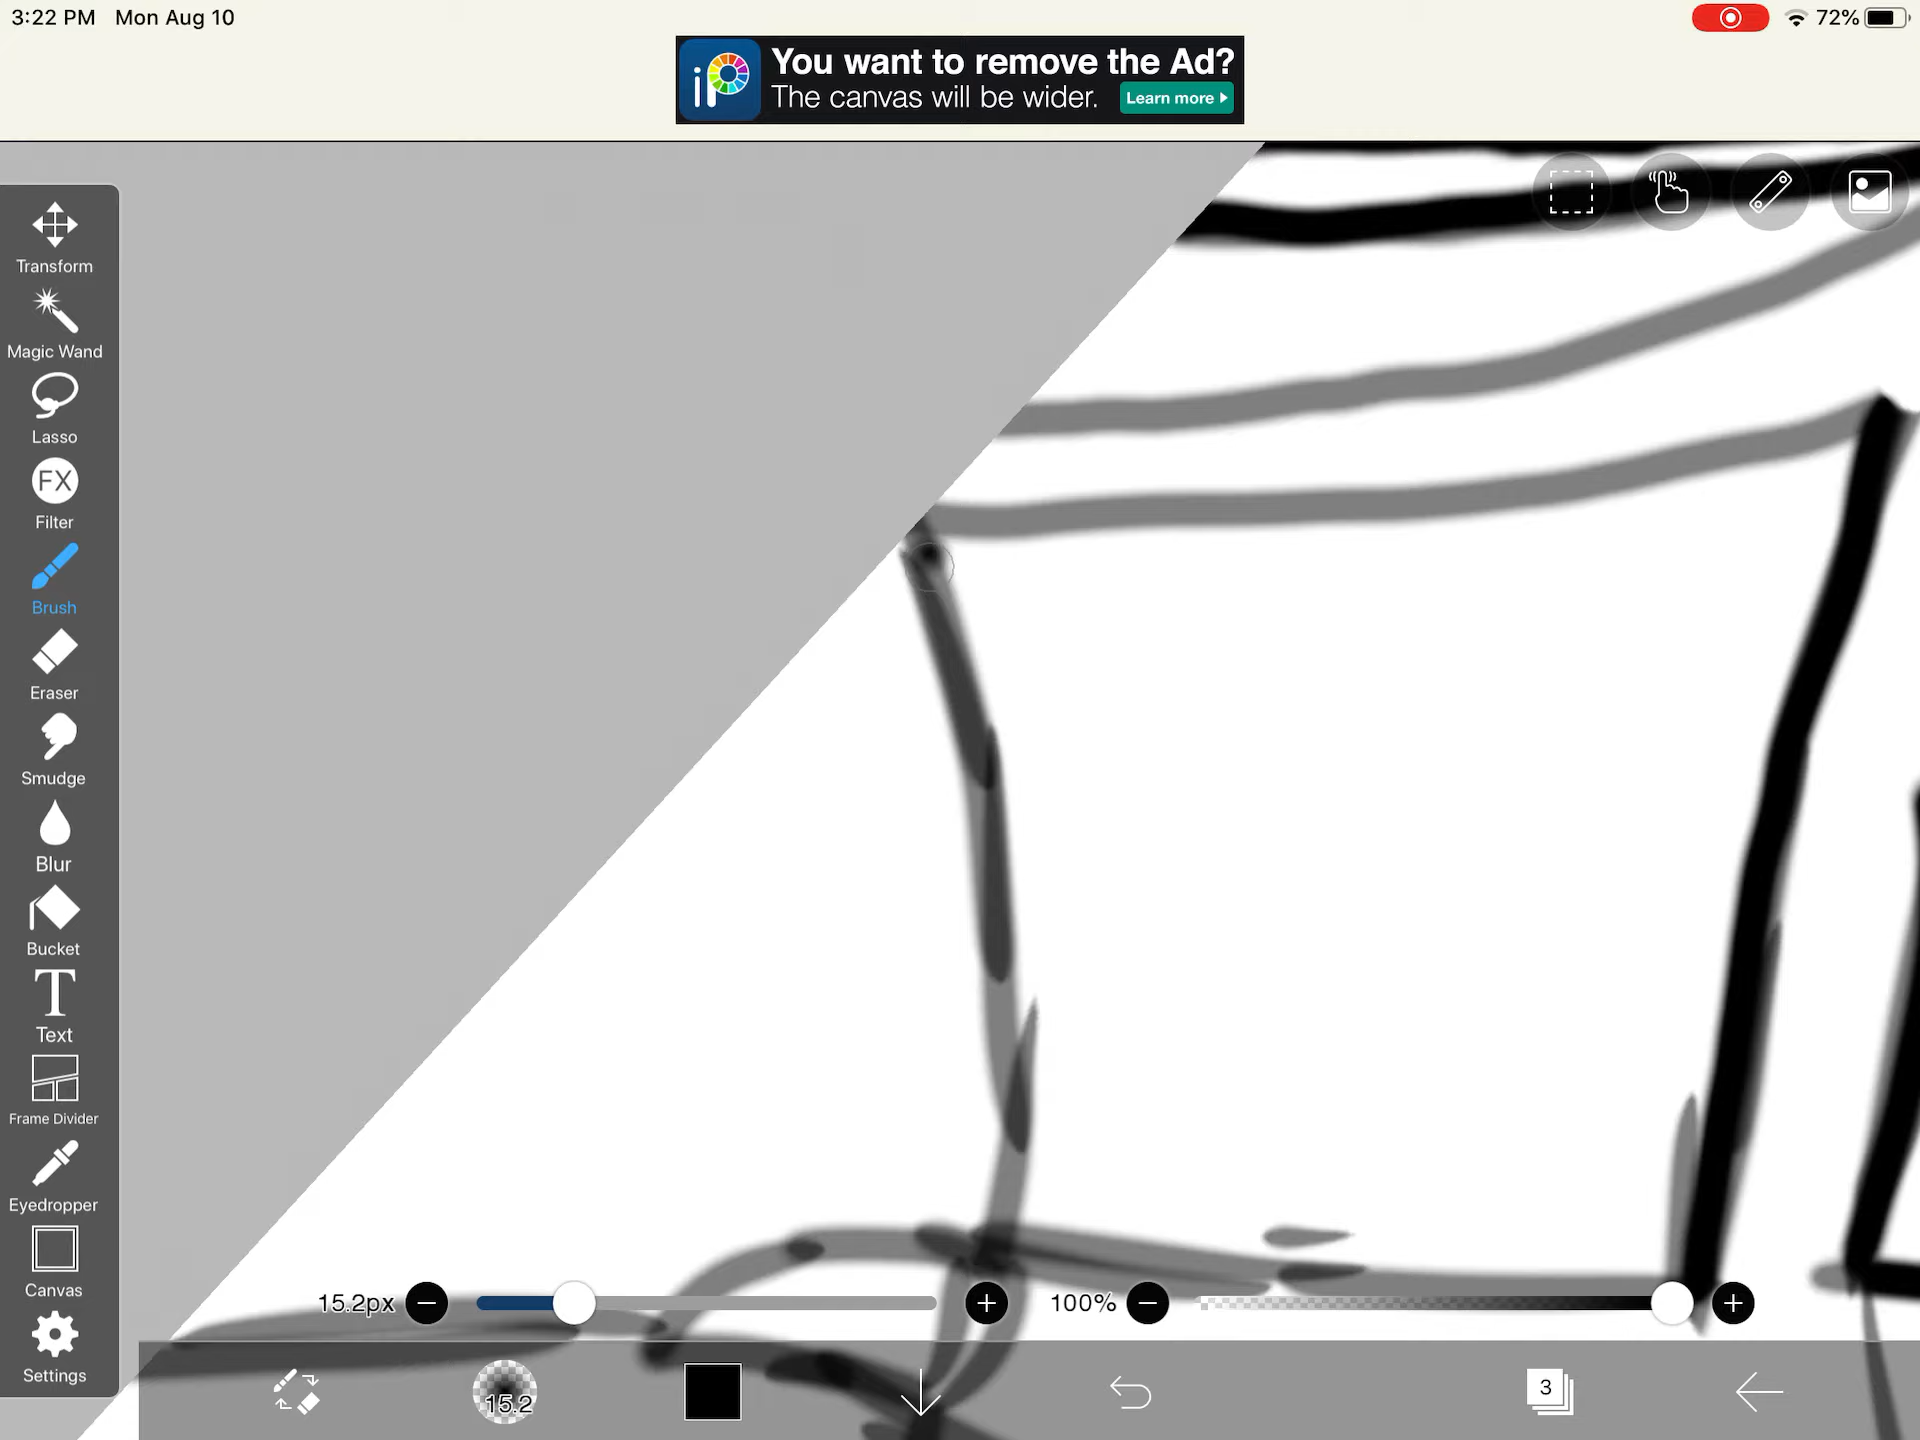 3:22 PM Mon Aug 10
72%
iP
You want to remove the Ad?
The canvas will be wider.
Learn more
Transform
Magic Wand
Lasso
FX
Filter
Brush
Eraser
Smudge
Blur
Bucket
T
Text
Frame Divider
Eyedropper
Canvas
Settings
15.2px
100%
15.2
3